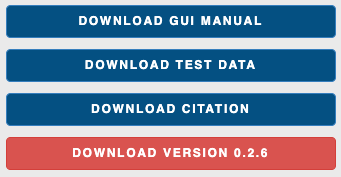 DOWNLOAD GUI MANUAL
DOWNLOAD TEST DATA
DOWNLOAD CITATION
DOWNLOAD VERSION 0.2.6